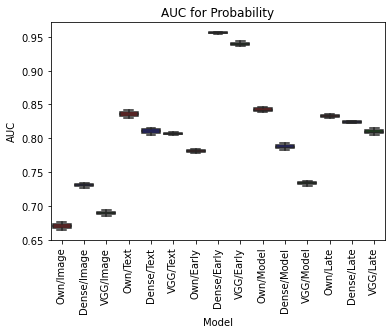 AUC for Probability
AUC
0.95
0.90
0.85
0.80
0.75
0.70
0.65
Own/Image
Dense/Image
VGG/Image
Own/Text
Dense/Text
VGG/Text
Own/Early
Dense/Early
VGG/Early
Own/Model
Dense/Model
VGG/Model
Own/Late
Dense/Late
VGG/Late
Model